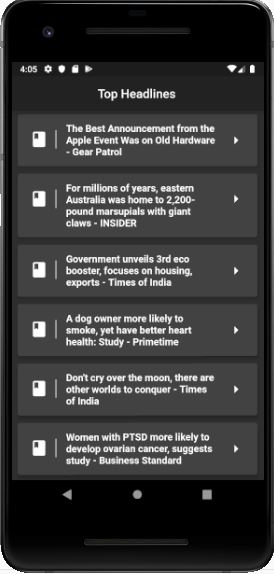 4:05
Top Headlines
The Best Announcement from the
Apple Event Was on Old Hardware
- Gear Patrol
For millions of years, eastern
Australia was home to 2,200-
pound marsupials with giant
claws - INSIDER
Government unveils 3rd eco
booster, focuses on housing,
exports - Times of India
A dog owner more likely to
smoke, yet have better heart
health: Study - Primetime
Don't cry over the moon, there are
other worlds to conquer - Times
of India
Women with PTSD more likely to
develop ovarian cancer, suggests
study - Business Standard